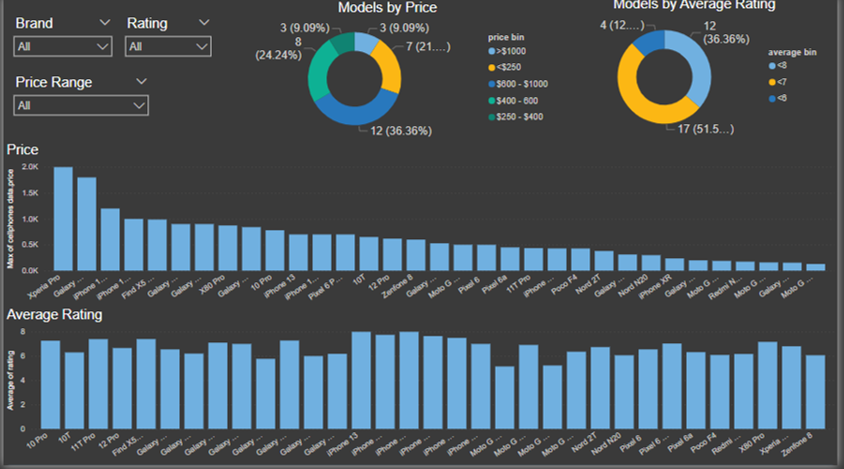 Models by Price
Models by Average Rating
Brand
Rating
All
All
Price Range
All
3 (9.09%)
3 (9.09%)
8
(24.24%)
7 (21....)
12 (36.36%)
price bin
>$1000
<$250
$600 - $1000
$400 - 600
$250 - $400
4 (12....)
12
(36.36%)
17 (51.5...)
average bin
<8
<7
<6
Price
Max of cellphones data.price
2.0K
1.5K
1.0K
0.5K
0.0K
Xperia Pro
Galaxy ...
iPhone 1...
iPhone 1...
Find X5 ...
Galaxy ...
Galaxy ...
X80 Pro
Galaxy ...
10 Pro
iPhone 13
iPhone 1...
Pixel 6 P...
10T
12 Pro
Zenfone 8
Galaxy ...
Moto G ...
Pixel 6
Pixel 6a
11T Pro
iPhone ...
Poco F4
Nord 2T
Galaxy ...
Nord N20
iPhone XR
Galaxy ...
Moto G ...
Redmi N...
Moto G ...
Galaxy ...
Moto G ...
Average Rating
Average of rating
8
6
4
2
0
10 Pro
10T
11T Pro
12 Pro
Find X5...
Galaxy ...
Galaxy ...
Galaxy ...
Galaxy ...
Galaxy ...
Galaxy ...
Galaxy ...
Galaxy ...
iPhone 13
iPhone ...
iPhone ...
iPhone ...
iPhone ...
iPhone ...
Moto G ...
Moto G ...
Moto G ...
Moto G ...
Nord 2T
Nord N20
Pixel 6
Pixel 6 ...
Pixel 6a
Poco F4
Redmi ...
X80 Pro
Xperia ...
Zenfone 8